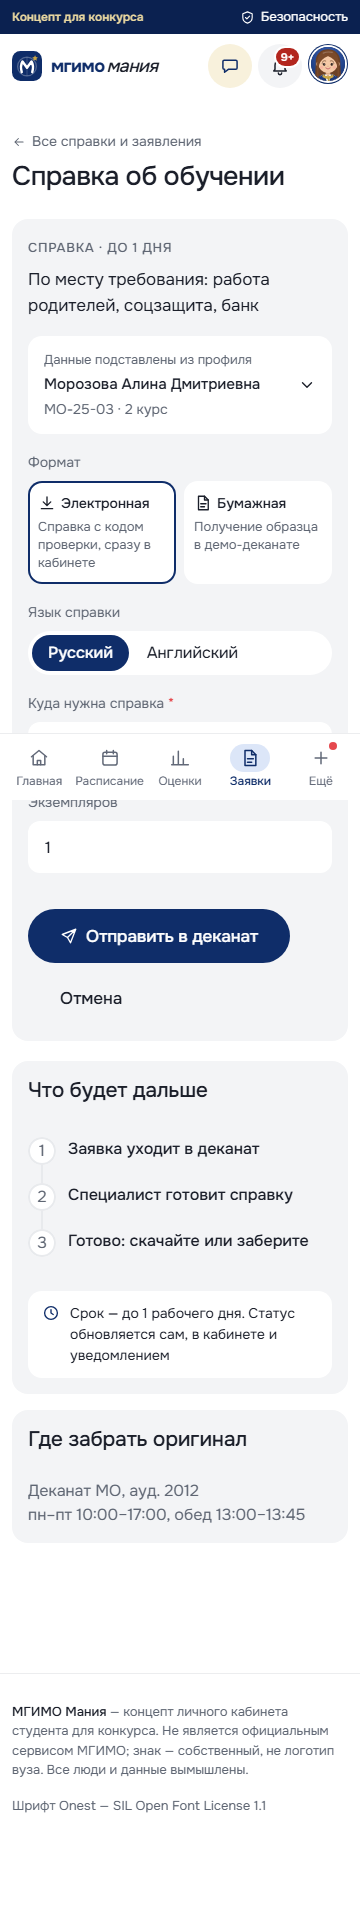 Концепт для конкурса
Безопасность
мгимо мания
9+
← Все справки и заявления
Справка об обучении
СПРАВКА · ДО 1 ДНЯ
По месту требования: работа
родителей, соцзащита, банк
Данные подставлены из профиля
Морозова Алина Дмитриевна
МО-25-03 · 2 курс
Формат
Электронная
Справка с кодом
проверки, сразу в
кабинете
Бумажная
Получение образца
в демо-деканате
Язык справки
Русский
Английский
Куда нужна справка *
Главная
Расписание
Оценки
Заявки
Ещё
Экземпляров
1
Отправить в деканат
Отмена
Что будет дальше
1 Заявка уходит в деканат
2 Специалист готовит справку
3 Готово: скачайте или заберите
Срок — до 1 рабочего дня. Статус
обновляется сам, в кабинете и
уведомлением
Где забрать оригинал
Деканат МО, ауд. 2012
пн–пт 10:00–17:00, обед 13:00–13:45
МГИМО Мания — концепт личного кабинета
студента для конкурса. Не является официальным
сервисом МГИМО; знак — собственный, не логотип
вуза. Все люди и данные вымышлены.
Шрифт Onest — SIL Open Font License 1.1